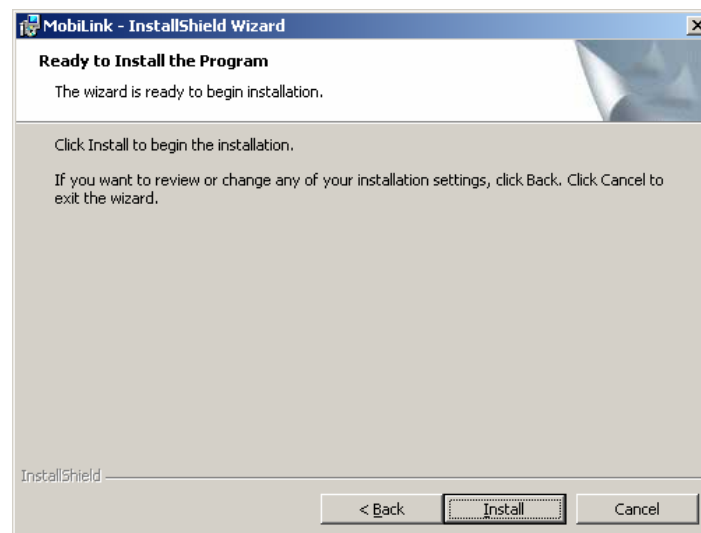 MobiLink - InstallShield Wizard
Ready to Install the Program
The wizard is ready to begin installation.
Click Install to begin the installation.
If you want to review or change any of your installation settings, click Back. Click Cancel to
exit the wizard.
InstallShield
< Back Install Cancel